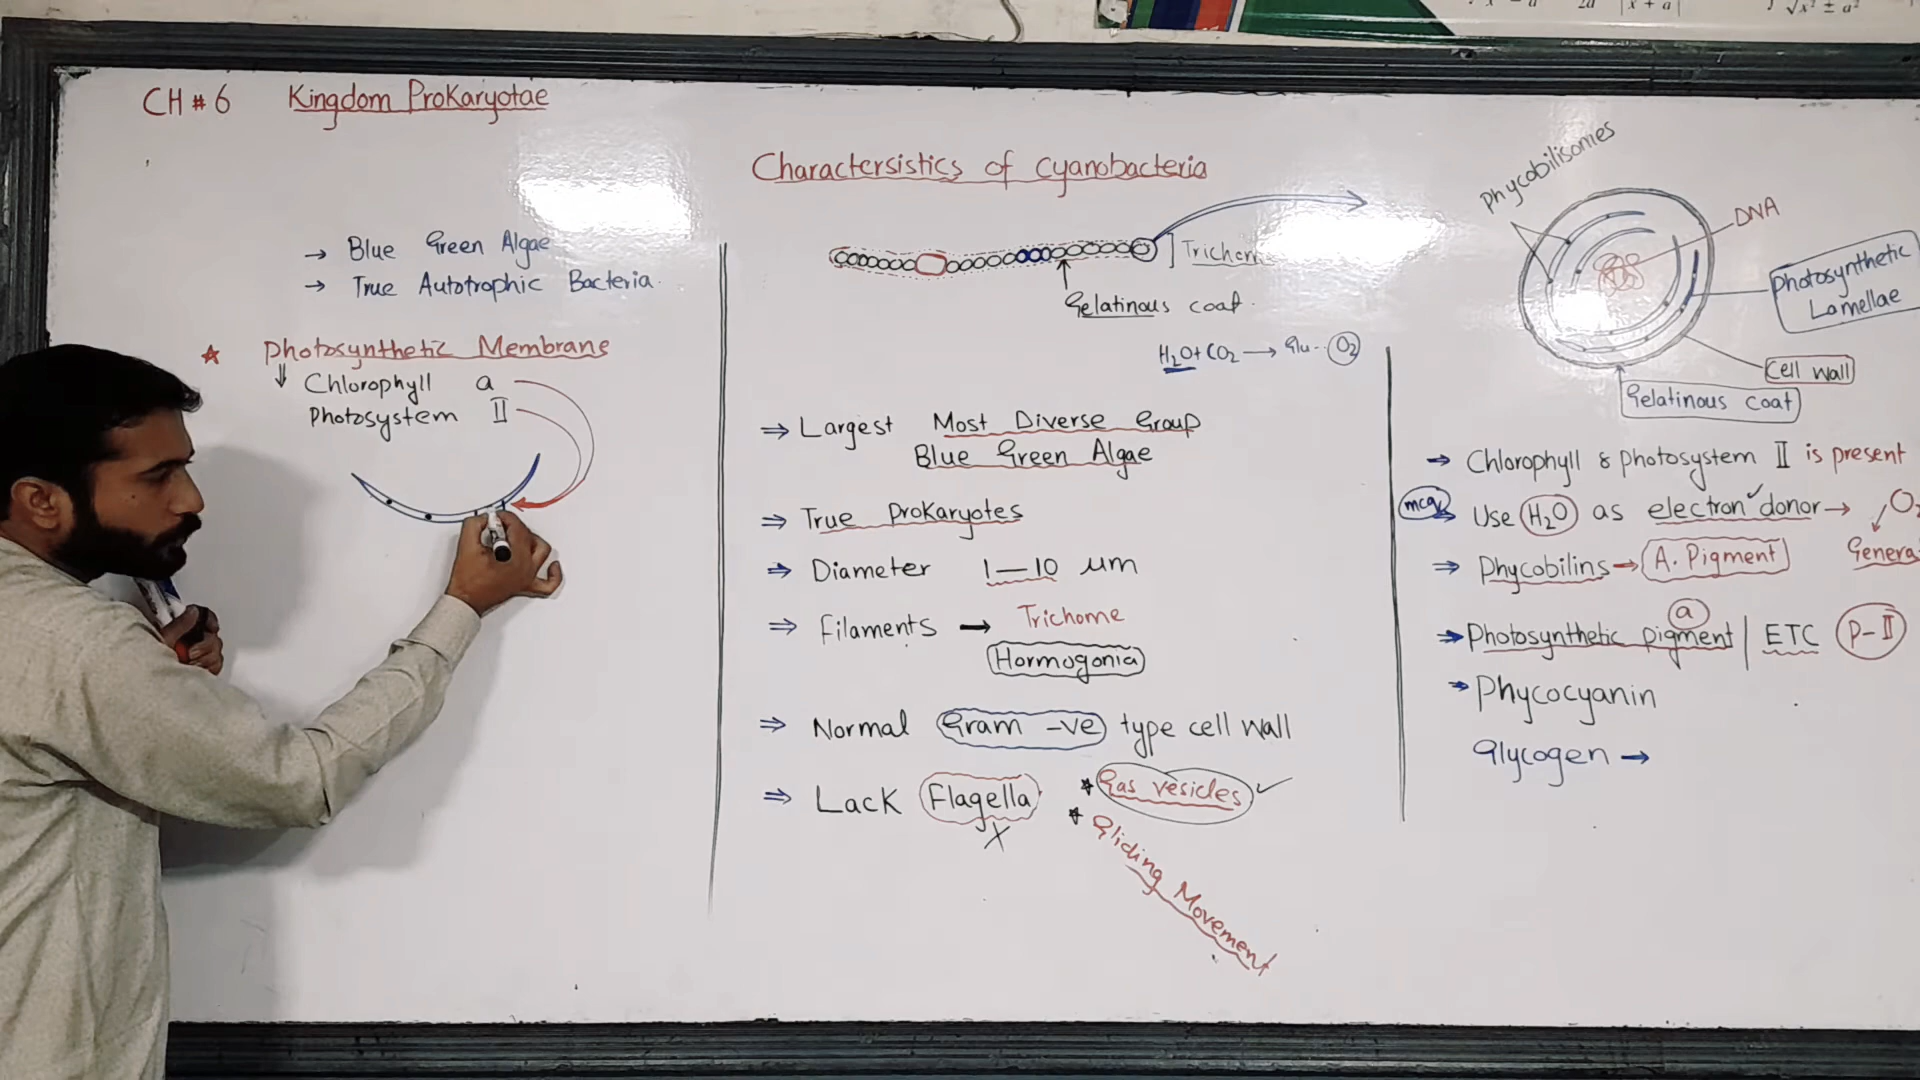 CH # 6 Kingdom Prokaryotae
Charactersistics of Cyanobacteria
→ Blue Green Algae
→ True Autotrophic Bacteria.
★ Photosynthetic Membrane
↓ Chlorophyll a
Photosystem II
] Trichom
Gelatinous coat.
H₂O + CO₂ → Glu.. O₂
⇒ Largest Most Diverse Group
Blue Green Algae
⇒ True Prokaryotes
⇒ Diameter 1—10 μm
⇒ Filaments → Trichome
Hormogonia
⇒ Normal Gram -ve type cell wall
⇒ Lack Flagella * Gas vesicles ✓
X * Gliding Movement
Phycobilisomes
DNA
Photosynthetic
Lamellae
Cell Wall
Gelatinous coat
→ Chlorophyll & Photosystem II is present
mcq Use H₂O as electron donor → O₂
Genera
⇒ Phycobilins → A. Pigment
a
→ Photosynthetic pigment | ETC P-II
→ Phycocyanin
Glycogen →